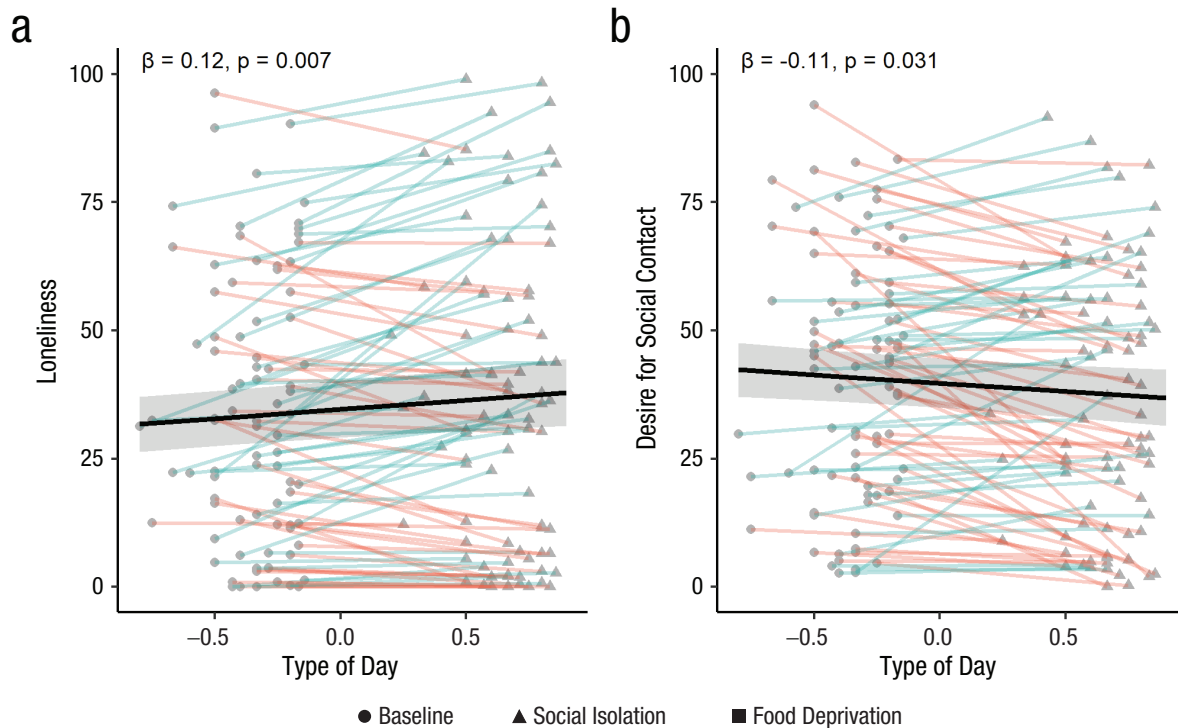 a
β = 0.12, p = 0.007
100
75
50
25
0
Loneliness
−0.5
0.0
0.5
Type of Day
b
β = -0.11, p = 0.031
100
75
50
25
0
Desire for Social Contact
−0.5
0.0
0.5
Type of Day
Baseline
Social Isolation
Food Deprivation